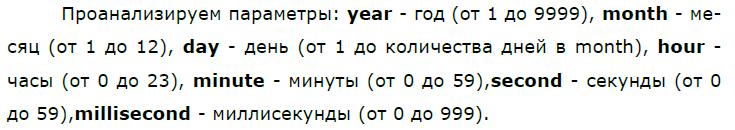 Проанализируем параметры: year - год (от 1 до 9999), month - ме-
сяц (от 1 до 12), day - день (от 1 до количества дней в month), hour -
часы (от 0 до 23), minute - минуты (от 0 до 59),second - секунды (от 0
до 59),millisecond - миллисекунды (от 0 до 999).